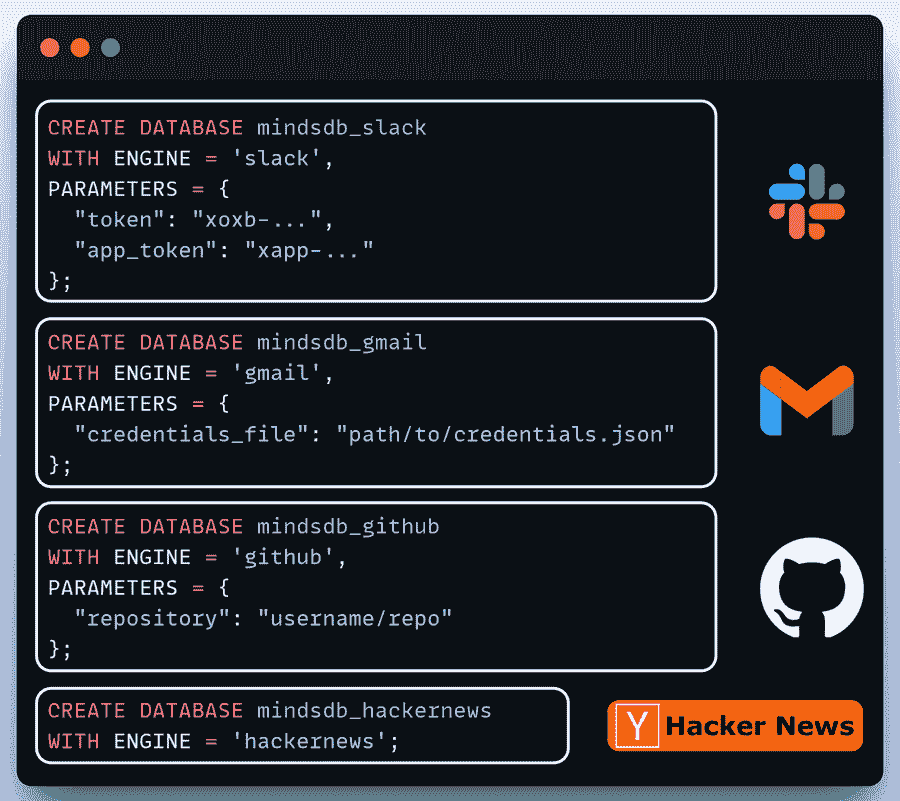 CREATE DATABASE mindsdb_slack
WITH ENGINE = 'slack',
PARAMETERS = {
  "token": "xoxb-...",
  "app_token": "xapp-..."
};
CREATE DATABASE mindsdb_gmail
WITH ENGINE = 'gmail',
PARAMETERS = {
  "credentials_file": "path/to/credentials.json"
};
CREATE DATABASE mindsdb_github
WITH ENGINE = 'github',
PARAMETERS = {
  "repository": "username/repo"
};
CREATE DATABASE mindsdb_hackernews
WITH ENGINE = 'hackernews';
Y Hacker News